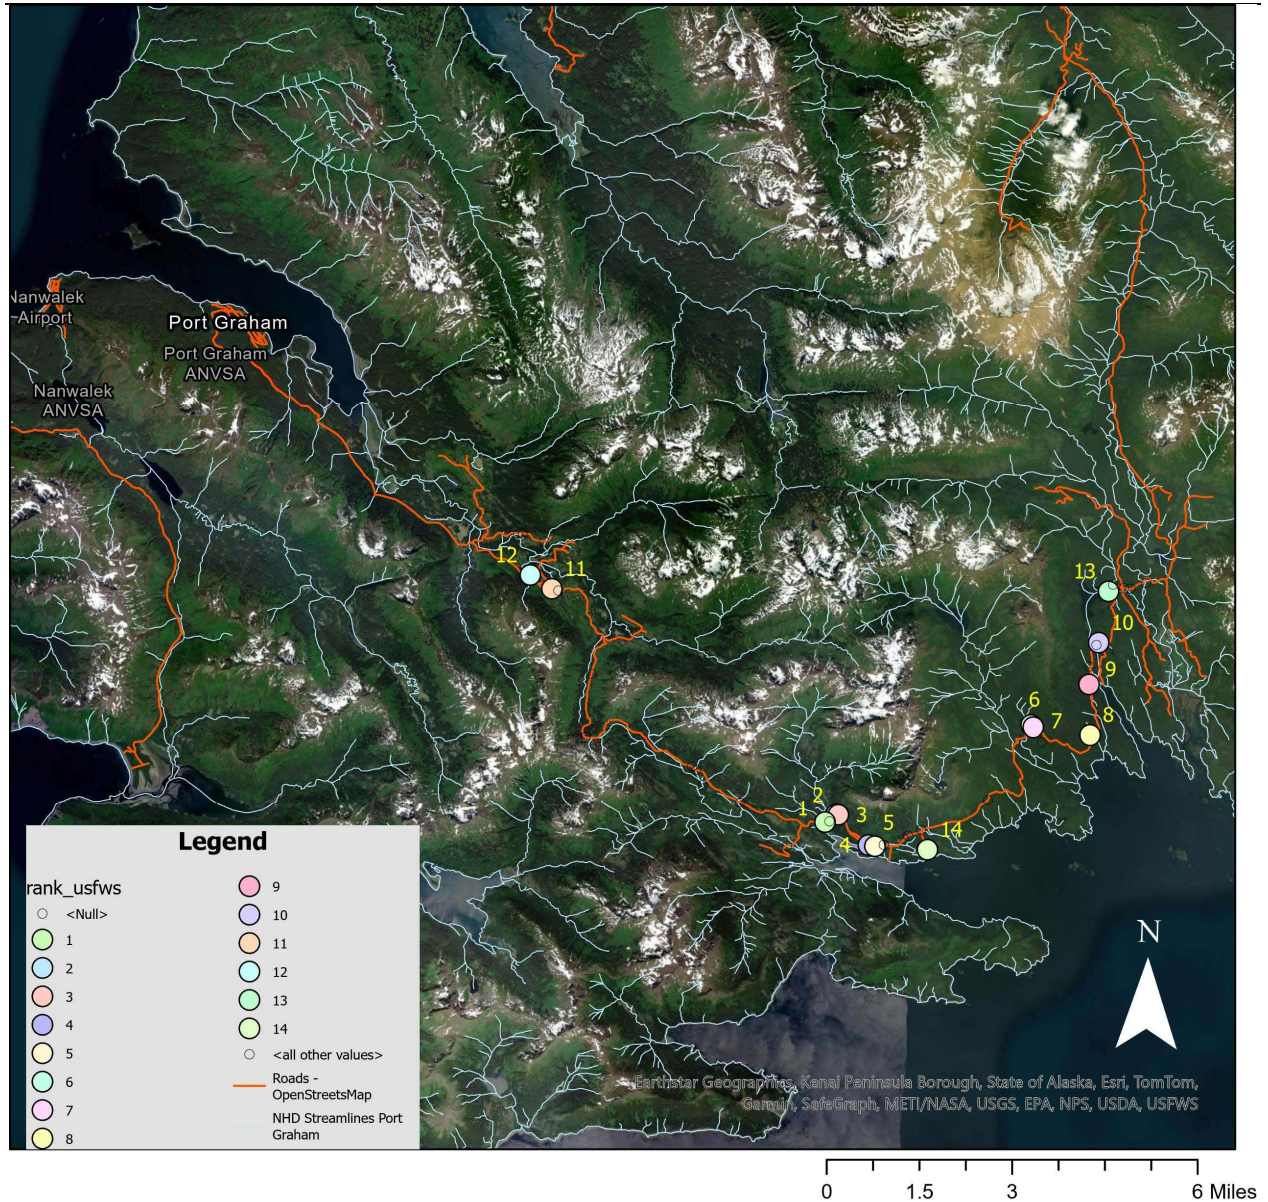 Nanwalek
Airport
Port Graham
Port Graham
ANVSA
Nanwalek
ANVSA
12
11
13
10
9
6
7
8
2
1
3
5
4
14
Legend
rank_usfws
<Null>
1
2
3
4
5
6
7
8
9
10
11
12
13
14
<all other values>
Roads -
OpenStreetsMap
NHD Streamlines Port
Graham
N
Earthstar Geographics, Kenai Peninsula Borough, State of Alaska, Esri, TomTom,
Garmin, SafeGraph, METI/NASA, USGS, EPA, NPS, USDA, USFWS
0 1.5 3 6 Miles